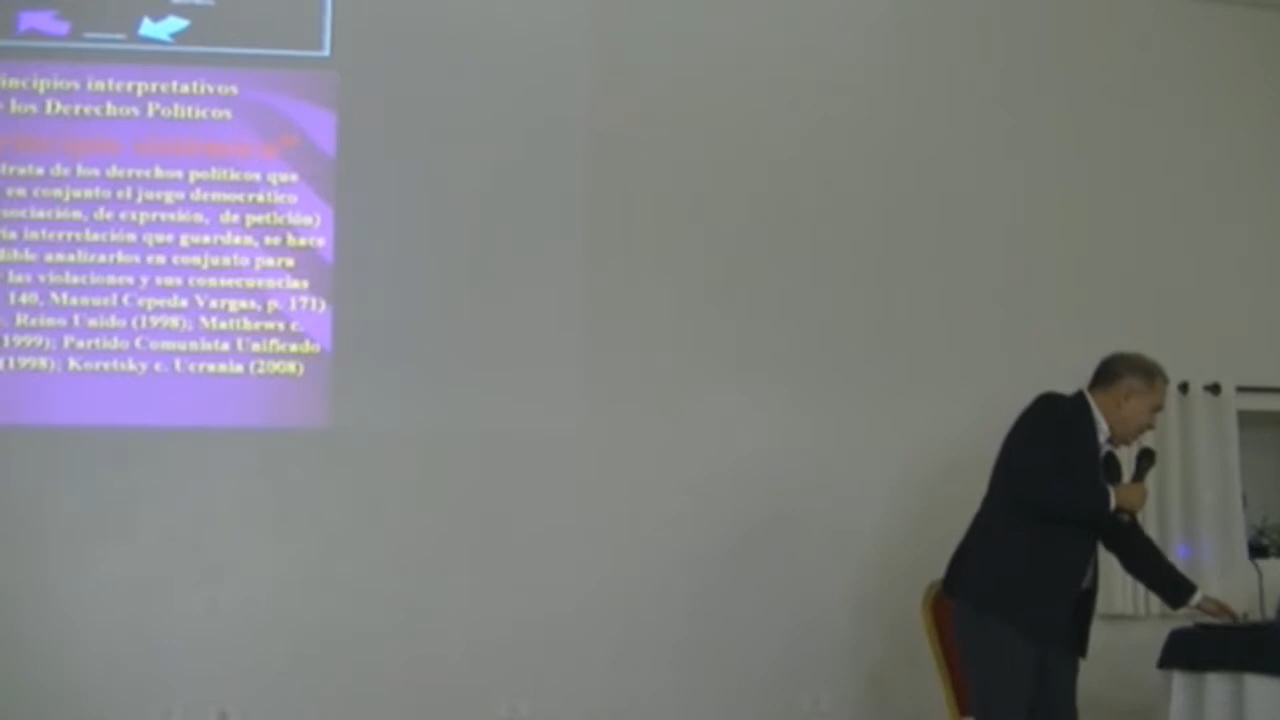 incipios interpretativos
los Derechos Políticos
trata de los derechos políticos que
en conjunto el juego democrático
sociación, de expresión, de petición)
ia interrelación que guardan, se hace
dible analizarlos en conjunto para
las violaciones y sus consecuencias
140, Manuel Cepeda Vargas, p. 171)
. Reino Unido (1998); Matthews c.
1999); Partido Comunista Unificado
(1998); Koretsky c. Ucrania (2008)